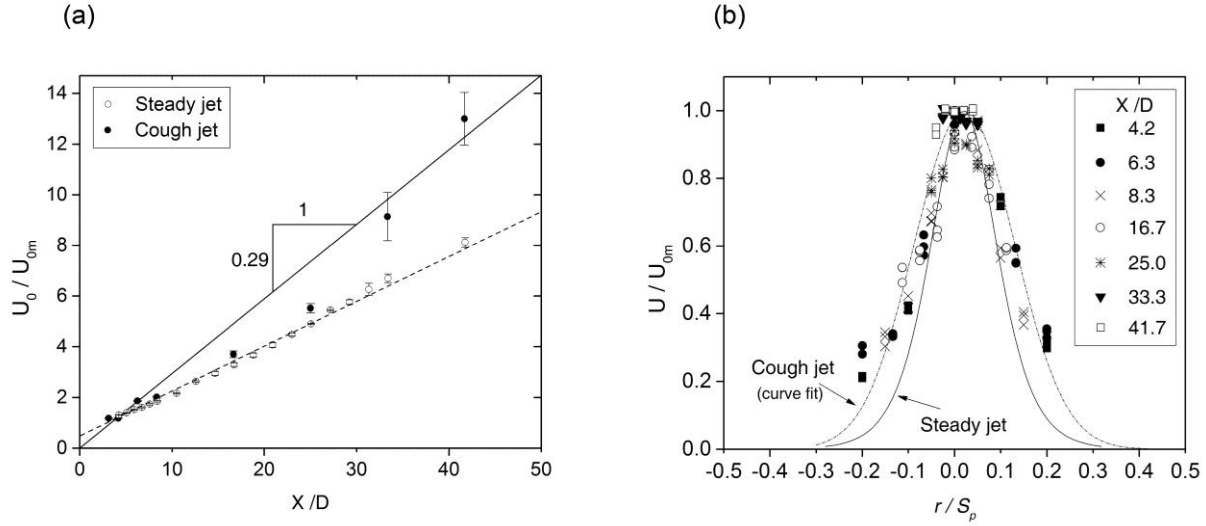 (a)
14
12
10
8
6
4
2
0
U0 / U0m
Steady jet
Cough jet
1
0.29
0 10 20 30 40 50
X /D
(b)
1.0
0.8
0.6
0.4
0.2
0.0
U / U0m
X /D
4.2
6.3
8.3
16.7
25.0
33.3
41.7
Cough jet
(curve fit)
Steady jet
-0.5 -0.4 -0.3 -0.2 -0.1 0.0 0.1 0.2 0.3 0.4 0.5
r / Sp